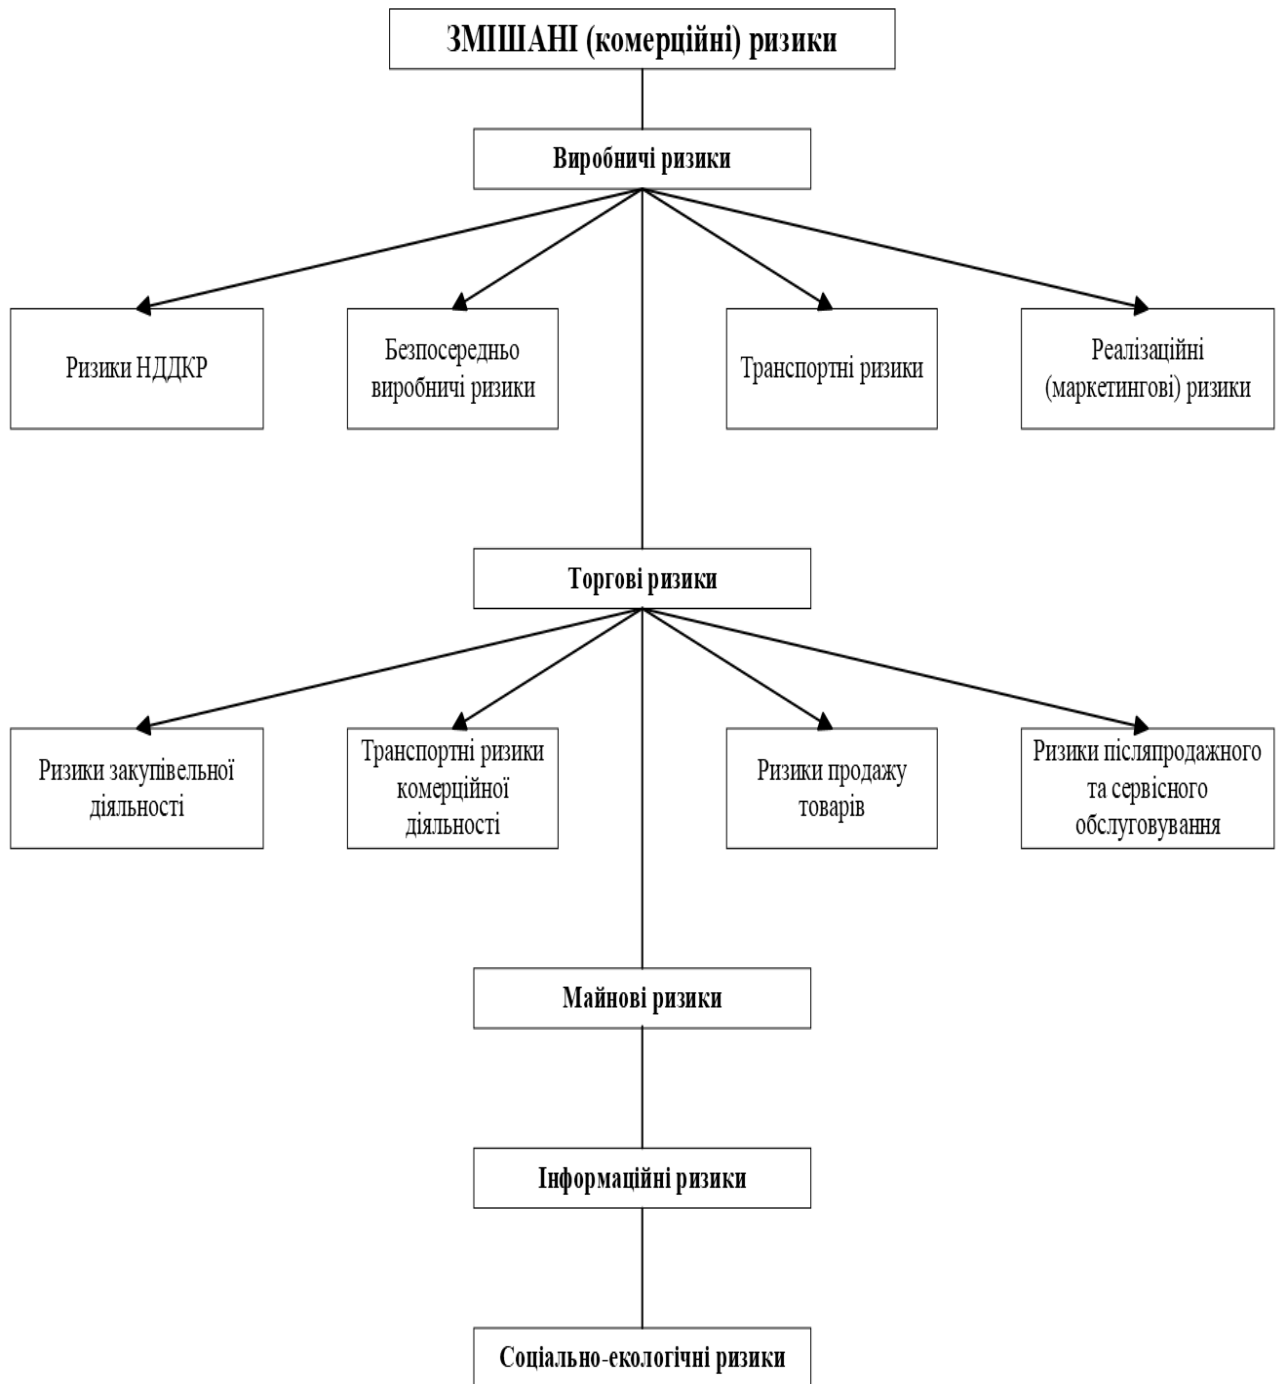 ЗМІШАНІ (комерційні) ризики
Виробничі ризики
Ризики НДДКР
Безпосередньо
виробничі ризики
Транспортні ризики
Реалізаційні
(маркетингові) ризики
Торгові ризики
Ризики закупівельної
діяльності
Транспортні ризики
комерційної
діяльності
Ризики продажу
товарів
Ризики післяпродажного
та сервісного
обслуговування
Майнові ризики
Інформаційні ризики
Соціально-екологічні ризики